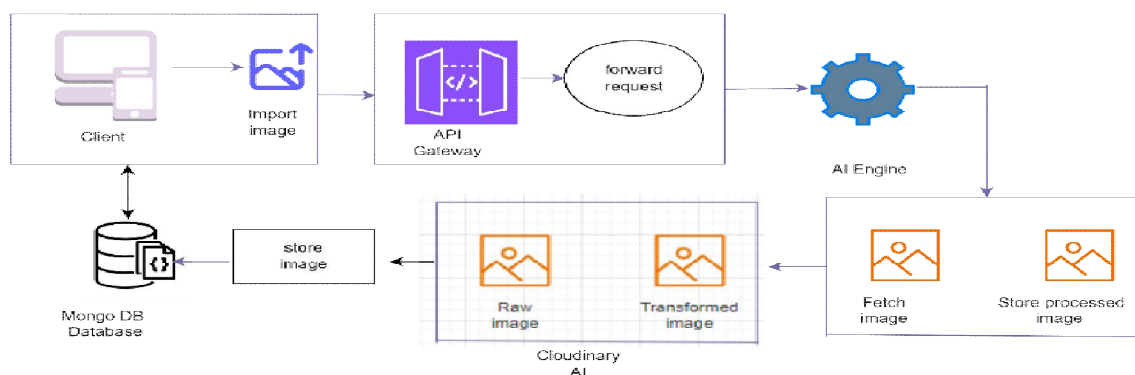 Client
Import
image
</>
API
Gateway
forward
request
AI Engine
Fetch
image
Store processed
image
Raw
image
Transformed
image
Cloudinary
AI
store
image
{}
Mongo DB
Database